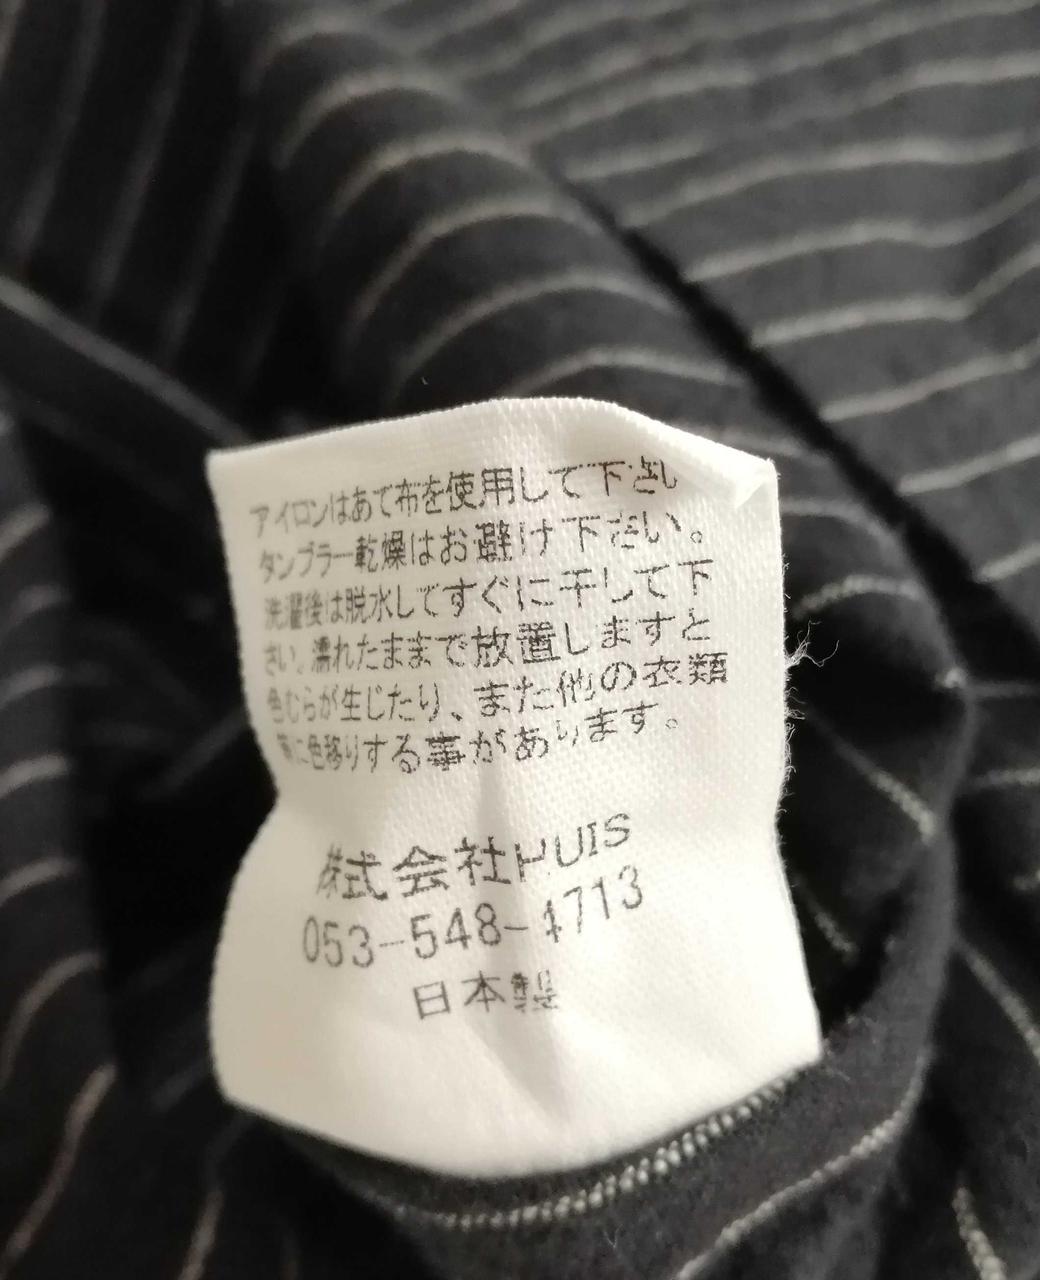 アイロンはあて布を使用して下さい
タンブラー乾燥はお避け下さい。
洗濯後は脱水してすぐに干して下
さい。濡れたままで放置しますと
色むらが生じたり、また他の衣類
等に色移りする事があります。
株式会社HUIS
053-548-4713
日本製